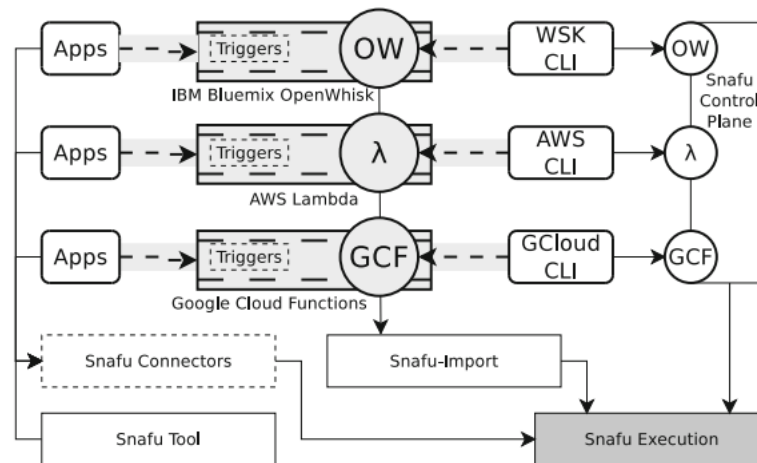 Apps
Triggers
OW
WSK
CLI
OW
IBM Bluemix OpenWhisk
Snafu
Control
Plane
Apps
Triggers
λ
AWS
CLI
λ
AWS Lambda
Apps
Triggers
GCF
GCloud
CLI
GCF
Google Cloud Functions
Snafu Connectors
Snafu-Import
Snafu Tool
Snafu Execution